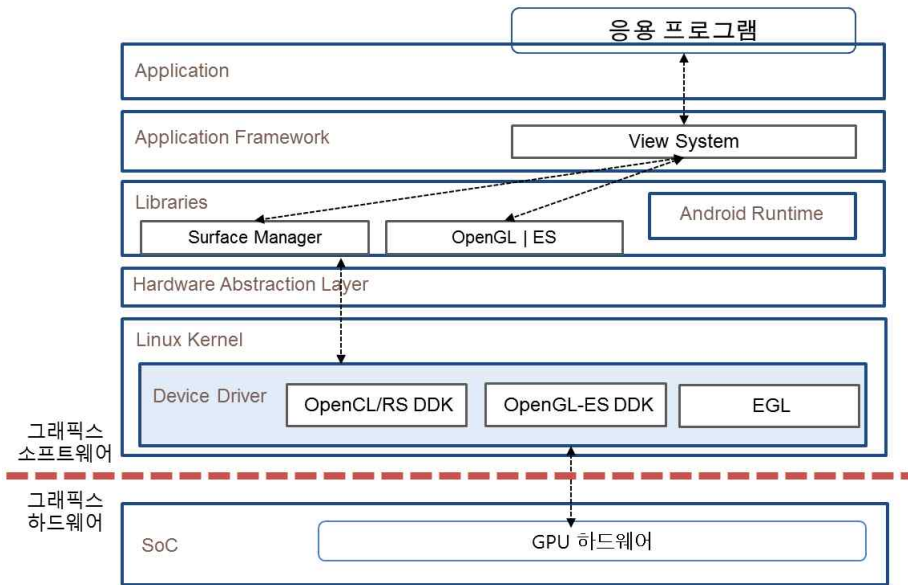 응용 프로그램
Application
Application Framework
View System
Libraries
Android Runtime
Surface Manager
OpenGL | ES
Hardware Abstraction Layer
Linux Kernel
Device Driver
OpenCL/RS DDK
OpenGL-ES DDK
EGL
그래픽스
소프트웨어
그래픽스
하드웨어
SoC
GPU 하드웨어